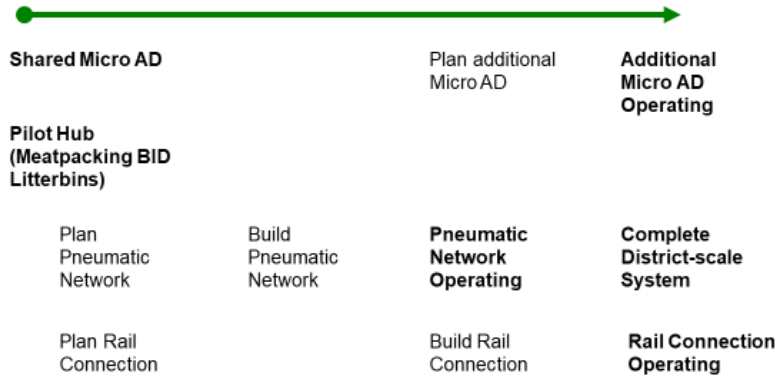 Shared Micro AD
Plan additional
Micro AD
Additional
Micro AD
Operating
Pilot Hub
(Meatpacking BID
Litterbins)
Plan
Pneumatic
Network
Build
Pneumatic
Network
Pneumatic
Network
Operating
Complete
District-scale
System
Plan Rail
Connection
Build Rail
Connection
Rail Connection
Operating